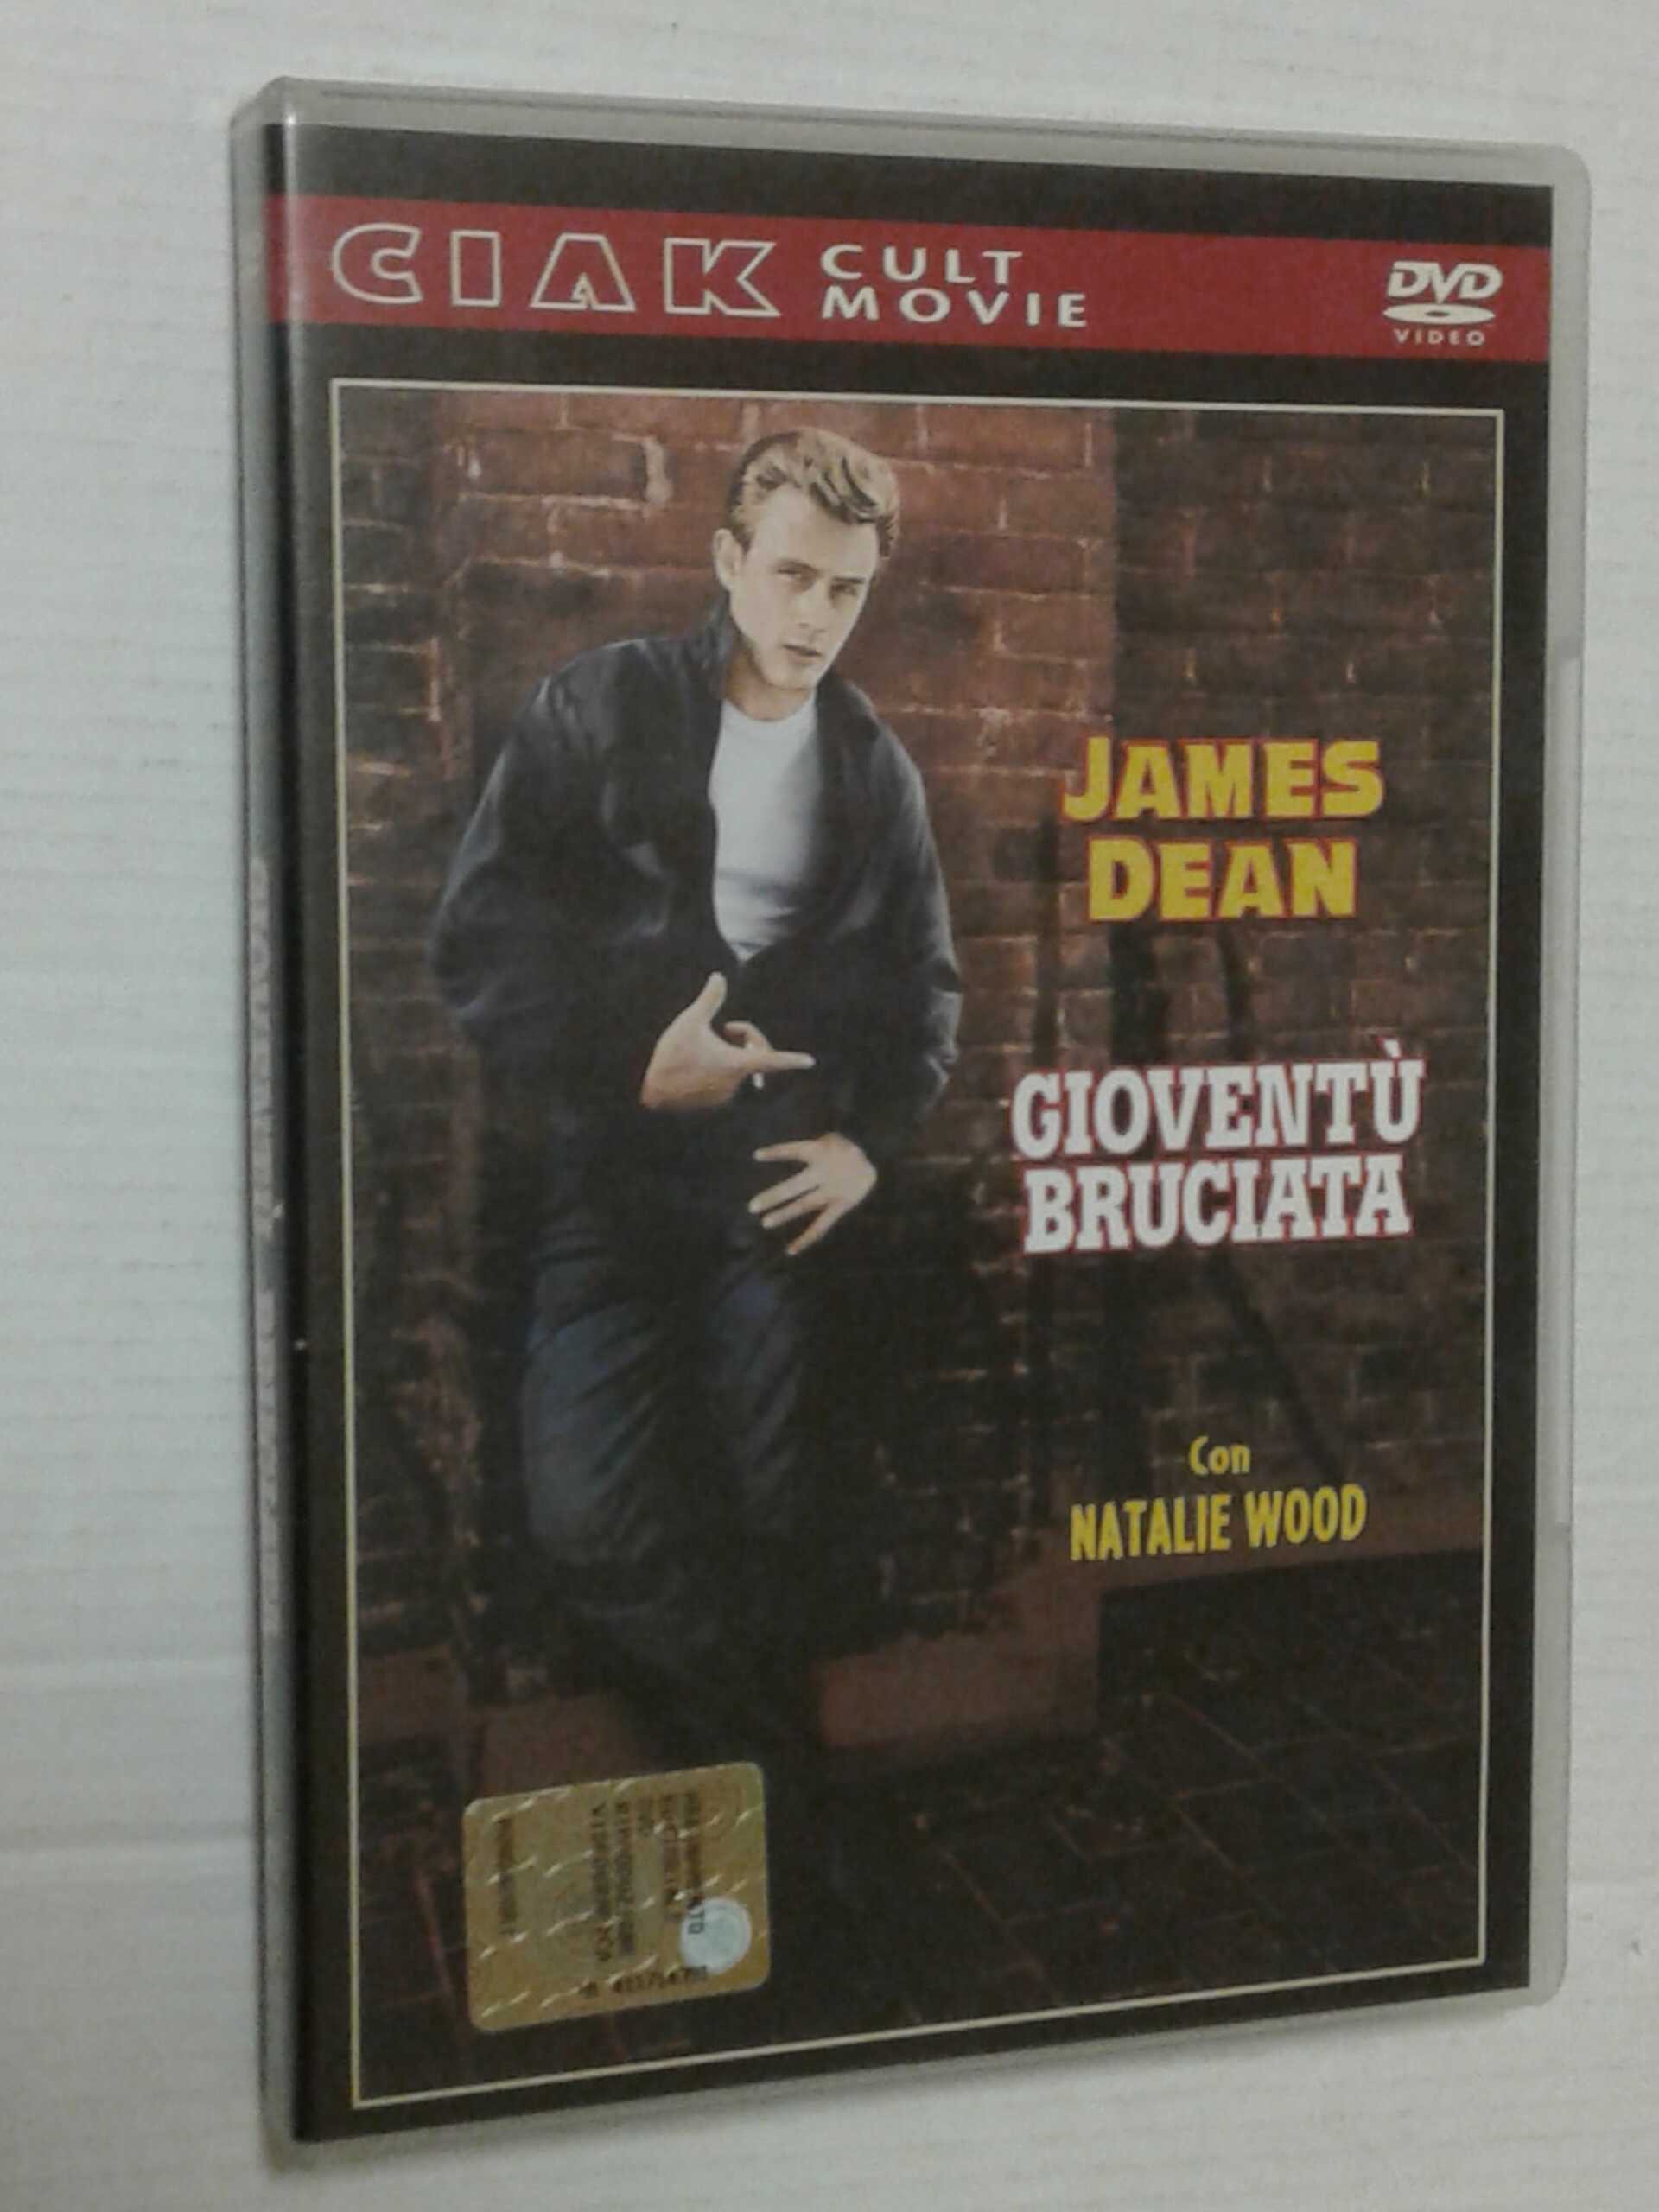 CIAK CULT MOVIE
DVD
VIDEO
JAMES
DEAN
GIOVENTÙ
BRUCIATA
Con
NATALIE WOOD